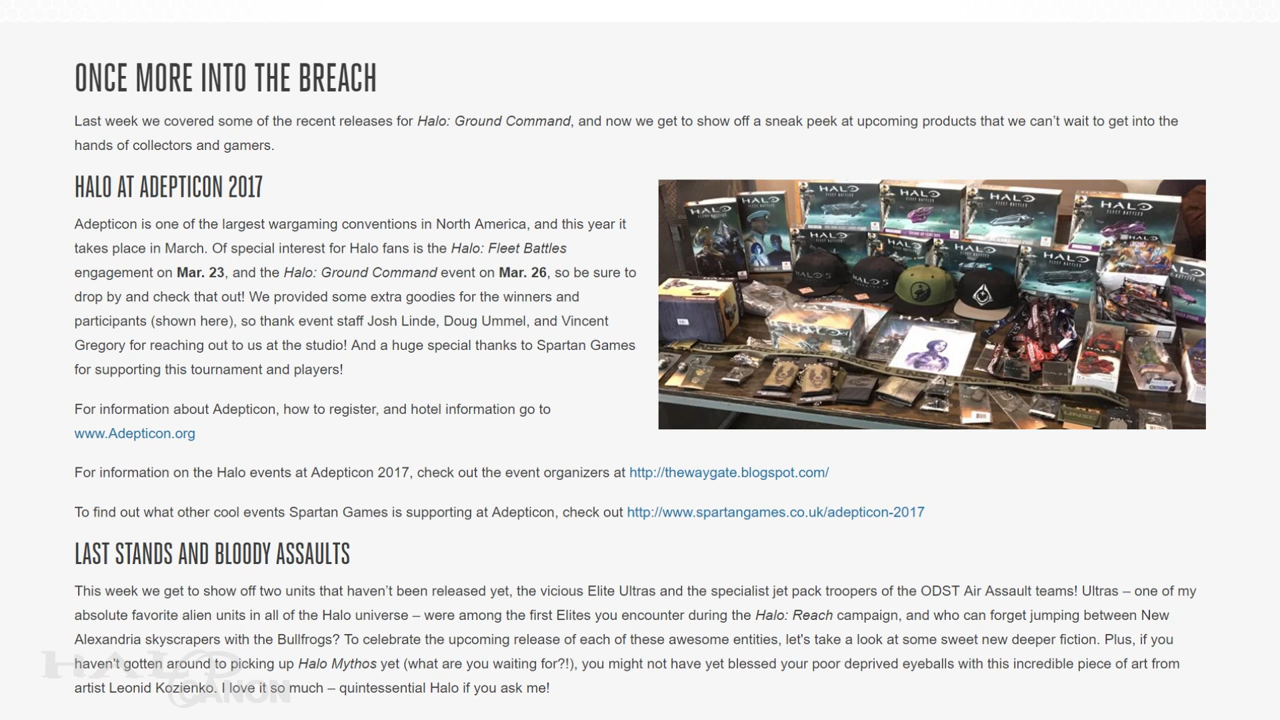 ONCE MORE INTO THE BREACH
Last week we covered some of the recent releases for Halo: Ground Command, and now we get to show off a sneak peek at upcoming products that we can’t wait to get into the
hands of collectors and gamers.
HALO AT ADEPTICON 2017
Adepticon is one of the largest wargaming conventions in North America, and this year it
takes place in March. Of special interest for Halo fans is the Halo: Fleet Battles
engagement on Mar. 23, and the Halo: Ground Command event on Mar. 26, so be sure to
drop by and check that out! We provided some extra goodies for the winners and
participants (shown here), so thank event staff Josh Linde, Doug Ummel, and Vincent
Gregory for reaching out to us at the studio! And a huge special thanks to Spartan Games
for supporting this tournament and players!
HALO
FLEET BATTLES
HALO
HALO
HALO
HALO
HALO 5
HALO 5
For information about Adepticon, how to register, and hotel information go to
www.Adepticon.org
For information on the Halo events at Adepticon 2017, check out the event organizers at http://thewaygate.blogspot.com/
To find out what other cool events Spartan Games is supporting at Adepticon, check out http://www.spartangames.co.uk/adepticon-2017
LAST STANDS AND BLOODY ASSAULTS
This week we get to show off two units that haven’t been released yet, the vicious Elite Ultras and the specialist jet pack troopers of the ODST Air Assault teams! Ultras – one of my
absolute favorite alien units in all of the Halo universe – were among the first Elites you encounter during the Halo: Reach campaign, and who can forget jumping between New
Alexandria skyscrapers with the Bullfrogs? To celebrate the upcoming release of each of these awesome entities, let's take a look at some sweet new deeper fiction. Plus, if you
haven’t gotten around to picking up Halo Mythos yet (what are you waiting for?!), you might not have yet blessed your poor deprived eyeballs with this incredible piece of art from
artist Leonid Kozienko. I love it so much – quintessential Halo if you ask me!
HALO
CANON